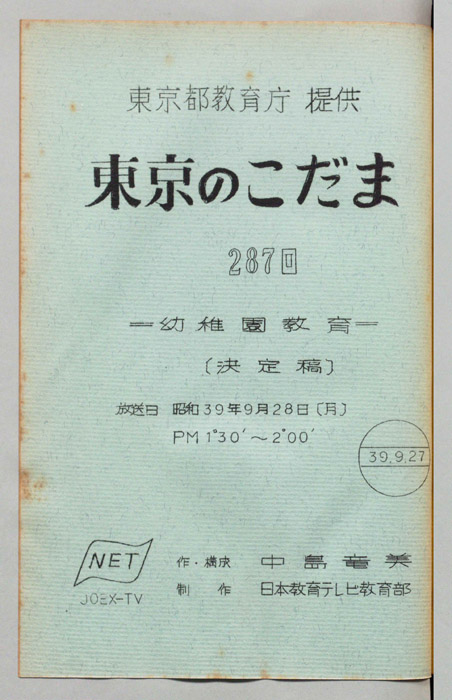 東京都教育庁 提供
東京のこだま
287回
＝幼稚園教育＝
〔決定稿〕
放送日 昭和39年9月28日〔月〕
PM 1°30′～2°00′
39.9.27
NET
JOEX-TV
作・構成 中島竜美
制作 日本教育テレビ教育部